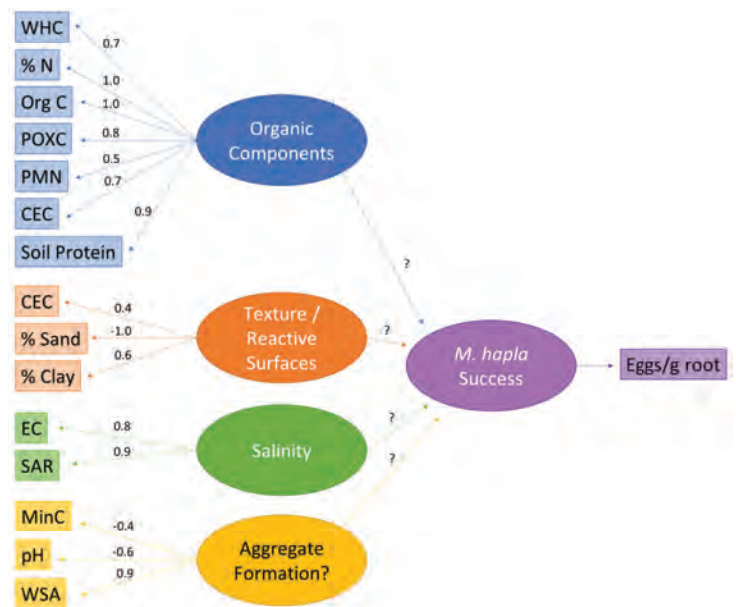 WHC
0.7
% N
1.0
Org C
1.0
POXC
0.8
PMN
0.5
CEC
0.7
Soil Protein
0.9
Organic
Components
?
CEC
0.4
% Sand
-1.0
% Clay
0.6
Texture /
Reactive
Surfaces
?
M. hapla
Success
Eggs/g root
EC
0.8
SAR
0.9
Salinity
?
?
MinC
-0.4
pH
-0.6
WSA
0.9
Aggregate
Formation?